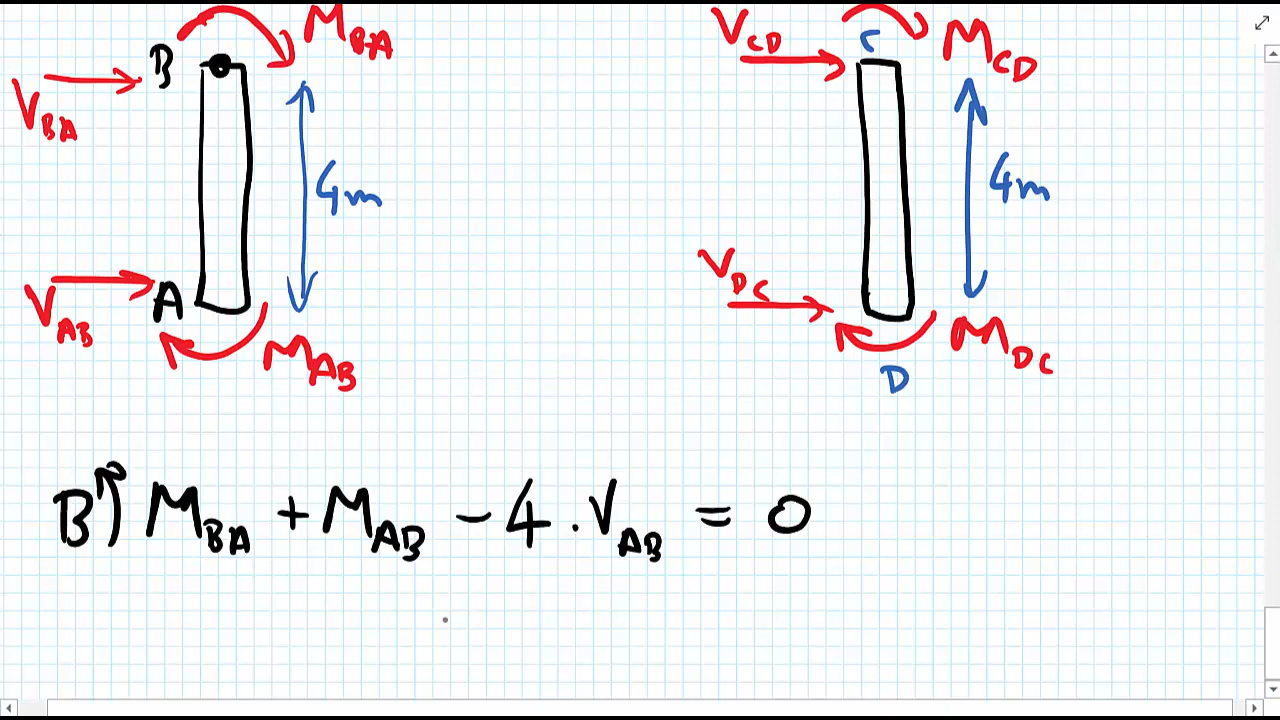 M_BA
B
V_BA
4m
V_AB
A
M_AB
V_CD
C
M_CD
4m
V_DC
M_DC
D
B M_BA + M_AB - 4 . V_AB = 0